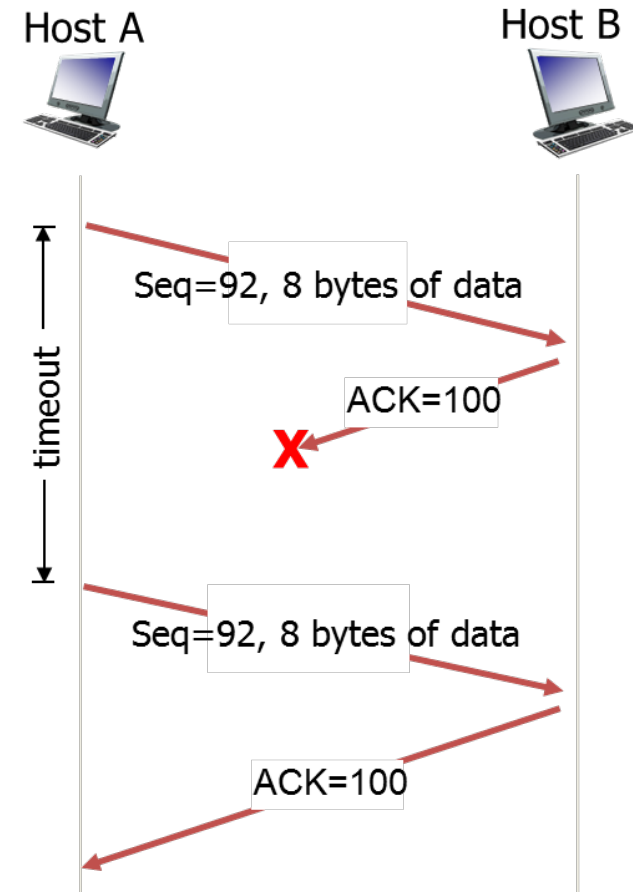 Host A
Host B
Seq=92, 8 bytes of data
ACK=100
X
timeout
Seq=92, 8 bytes of data
ACK=100